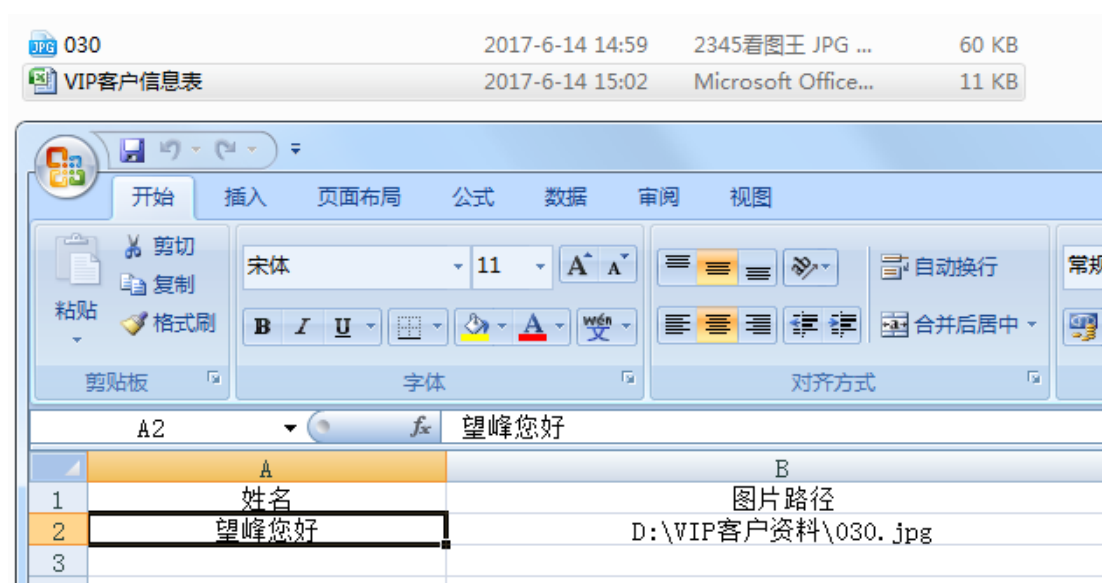 JPG 030 2017-6-14 14:59 2345看图王 JPG ... 60 KB
VIP客户信息表 2017-6-14 15:02 Microsoft Office... 11 KB
开始 插入 页面布局 公式 数据 审阅 视图
剪切
宋体 11 A A 自动换行 常规
复制
粘贴
格式刷 B I U A wén 变 合并后居中
剪贴板 字体 对齐方式
A2 fx 望峰您好
A B
1 姓名 图片路径
2 望峰您好 D:\VIP客户资料\030.jpg
3